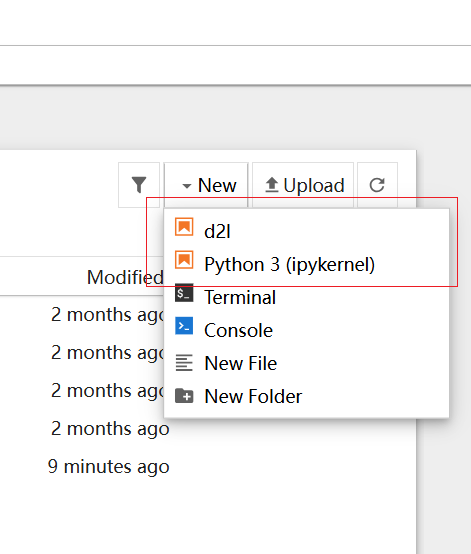 New
Upload
d2l
Python 3 (ipykernel)
Modified
Terminal
2 months ago
Console
2 months ago
New File
2 months ago
New Folder
2 months ago
9 minutes ago